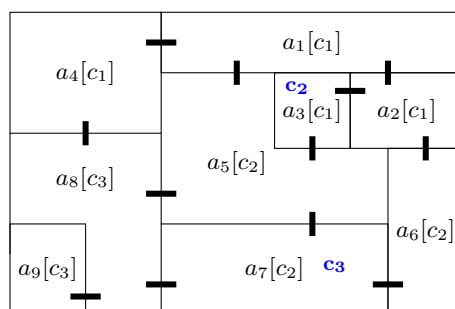 a₁[c₁]
a₄[c₁]
c₂
a₃[c₁]
a₂[c₁]
a₅[c₂]
a₈[c₃]
a₆[c₂]
a₉[c₃]
a₇[c₂]
c₃